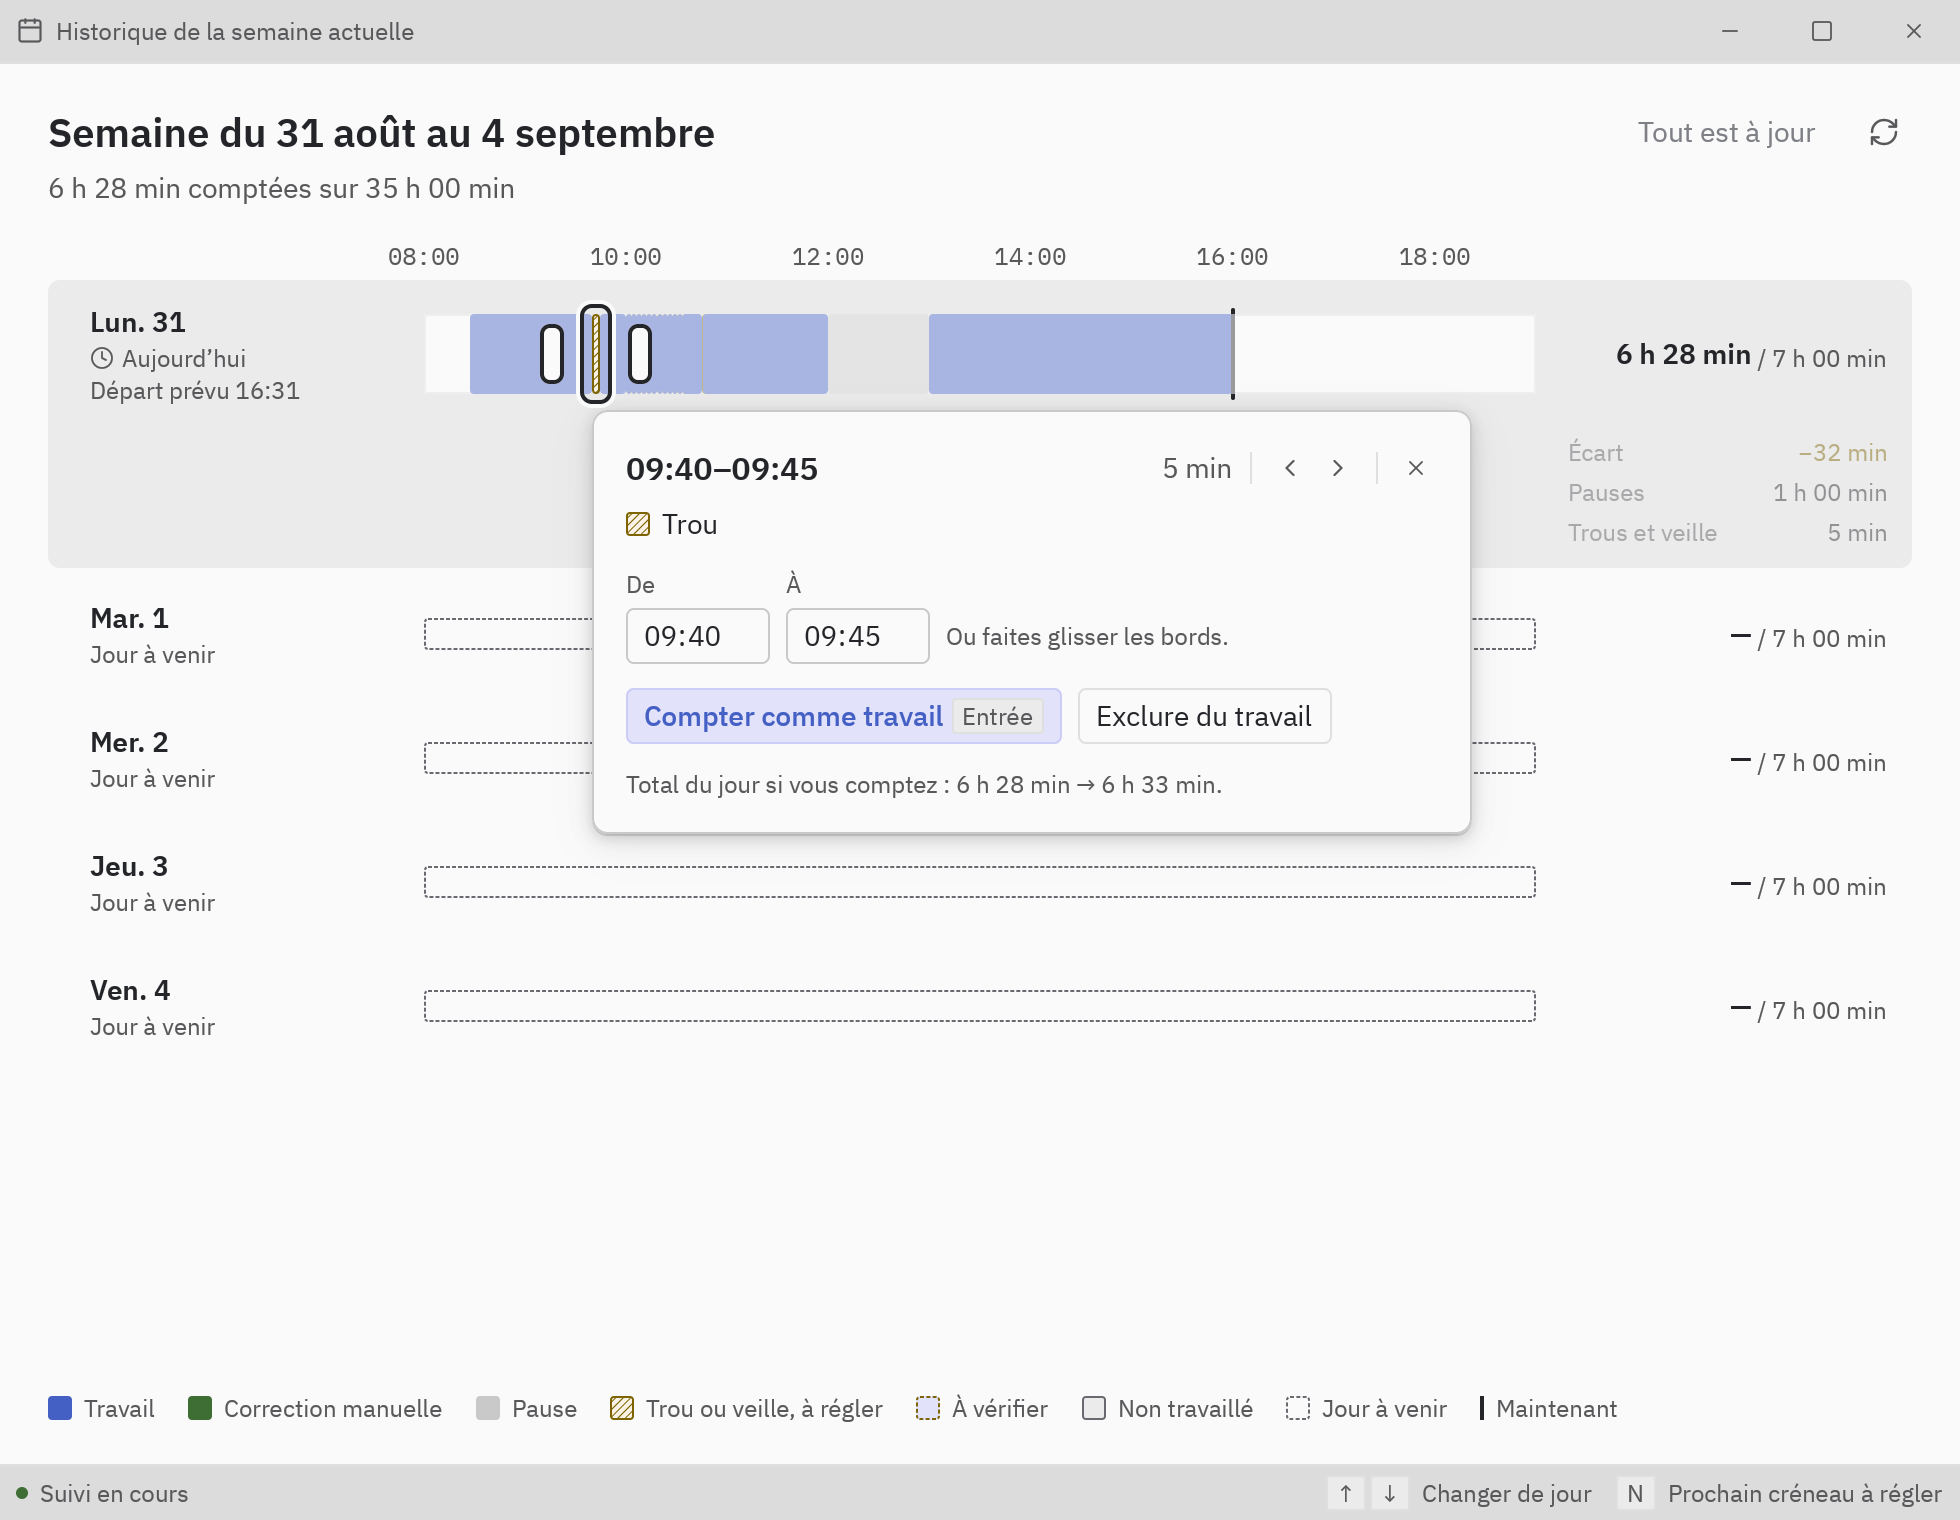 Historique de la semaine actuelle
Semaine du 31 août au 4 septembre
Tout est à jour
6 h 28 min comptées sur 35 h 00 min
08:00 10:00 12:00 14:00 16:00 18:00
Lun. 31
Aujourd’hui
Départ prévu 16:31
6 h 28 min / 7 h 00 min
Écart −32 min
Pauses 1 h 00 min
Trous et veille 5 min
09:40–09:45 5 min
Trou
De À
09:40 09:45 Ou faites glisser les bords.
Compter comme travail Entrée Exclure du travail
Total du jour si vous comptez : 6 h 28 min → 6 h 33 min.
Mar. 1
Jour à venir
— / 7 h 00 min
Mer. 2
Jour à venir
— / 7 h 00 min
Jeu. 3
Jour à venir
— / 7 h 00 min
Ven. 4
Jour à venir
— / 7 h 00 min
Travail Correction manuelle Pause Trou ou veille, à régler À vérifier Non travaillé Jour à venir Maintenant
Suivi en cours ↑ ↓ Changer de jour N Prochain créneau à régler